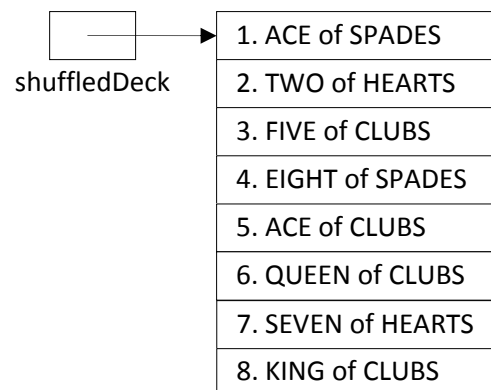 1. ACE of SPADES
shuffledDeck
2. TWO of HEARTS
3. FIVE of CLUBS
4. EIGHT of SPADES
5. ACE of CLUBS
6. QUEEN of CLUBS
7. SEVEN of HEARTS
8. KING of CLUBS